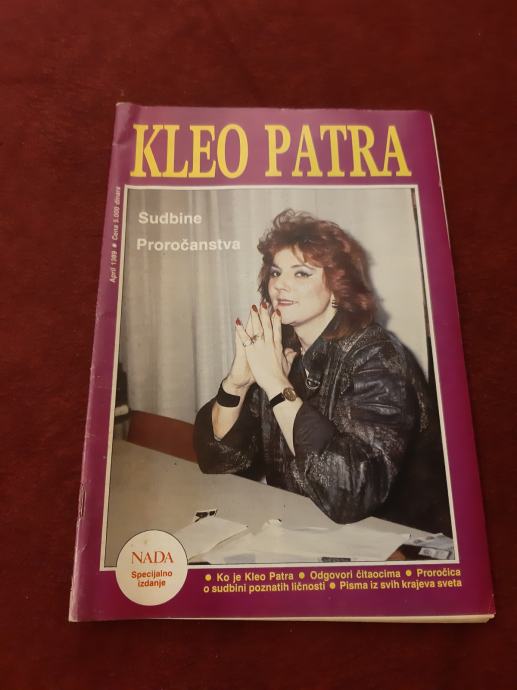 KLEO PATRA
April 1989 ● Cena 5.000 dinara
Sudbine
Proročanstva
NADA
Specijalno
izdanje
● Ko je Kleo Patra ● Odgovori čitaocima ● Proročica
o sudbini poznatih ličnosti ● Pisma iz svih krajeva sveta